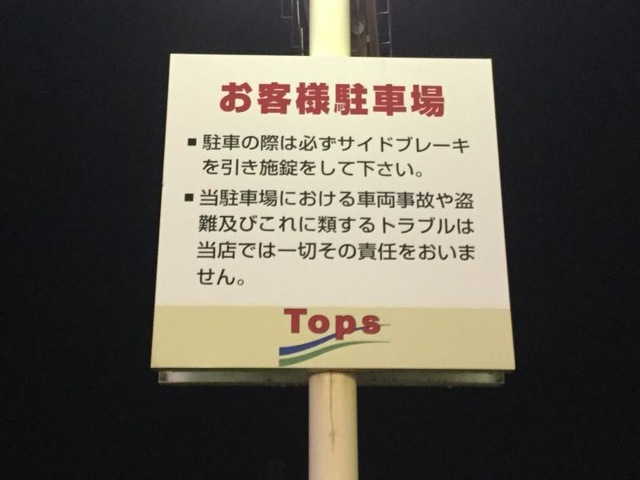 お客様駐車場
■駐車の際は必ずサイドブレーキ
を引き施錠をして下さい。
■当駐車場における車両事故や盗
難及びこれに類するトラブルは
当店では一切その責任をおいま
せん。
Tops